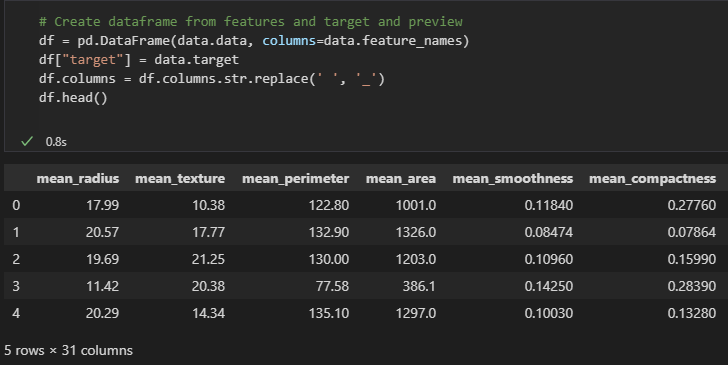 # Create dataframe from features and target and preview
df = pd.DataFrame(data.data, columns=data.feature_names)
df["target"] = data.target
df.columns = df.columns.str.replace(' ', '_')
df.head()
✓ 0.8s
mean_radius mean_texture mean_perimeter mean_area mean_smoothness mean_compactness
0 17.99 10.38 122.80 1001.0 0.11840 0.27760
1 20.57 17.77 132.90 1326.0 0.08474 0.07864
2 19.69 21.25 130.00 1203.0 0.10960 0.15990
3 11.42 20.38 77.58 386.1 0.14250 0.28390
4 20.29 14.34 135.10 1297.0 0.10030 0.13280
5 rows × 31 columns